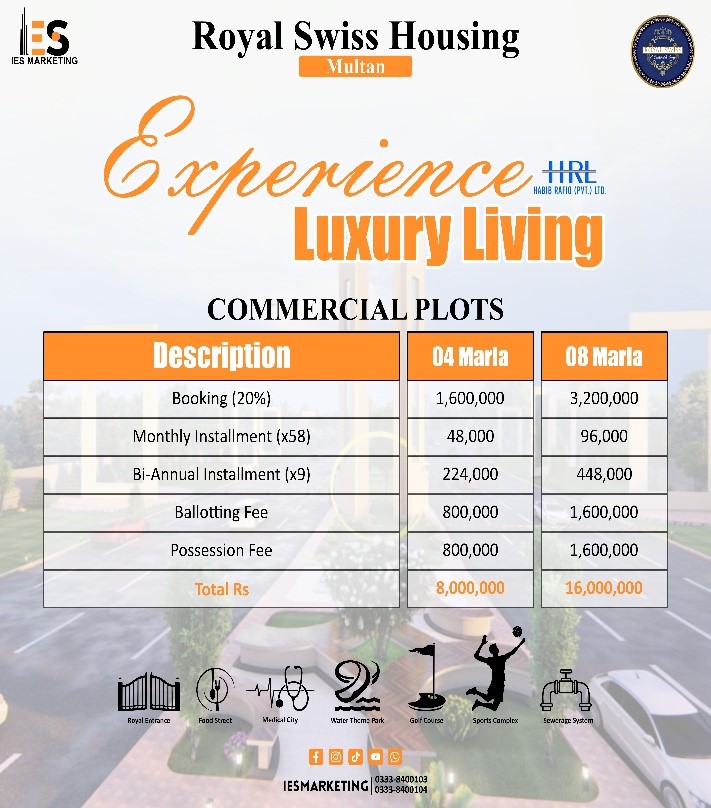 IES
IES MARKETING
Royal Swiss Housing
Multan
Experience
HRL
HABIB RAFIQ (PVT.) LTD.
Luxury Living
COMMERCIAL PLOTS
Description 04 Marla 08 Marla
Booking (20%) 1,600,000 3,200,000
Monthly Installment (x58) 48,000 96,000
Bi-Annual Installment (x9) 224,000 448,000
Ballotting Fee 800,000 1,600,000
Possession Fee 800,000 1,600,000
Total Rs 8,000,000 16,000,000
Royal Entrance Food Street Medical City Water Theme Park Golf Course Sports Complex Sewerage System
IESMARKETING 0333-8400103
0333-8400104